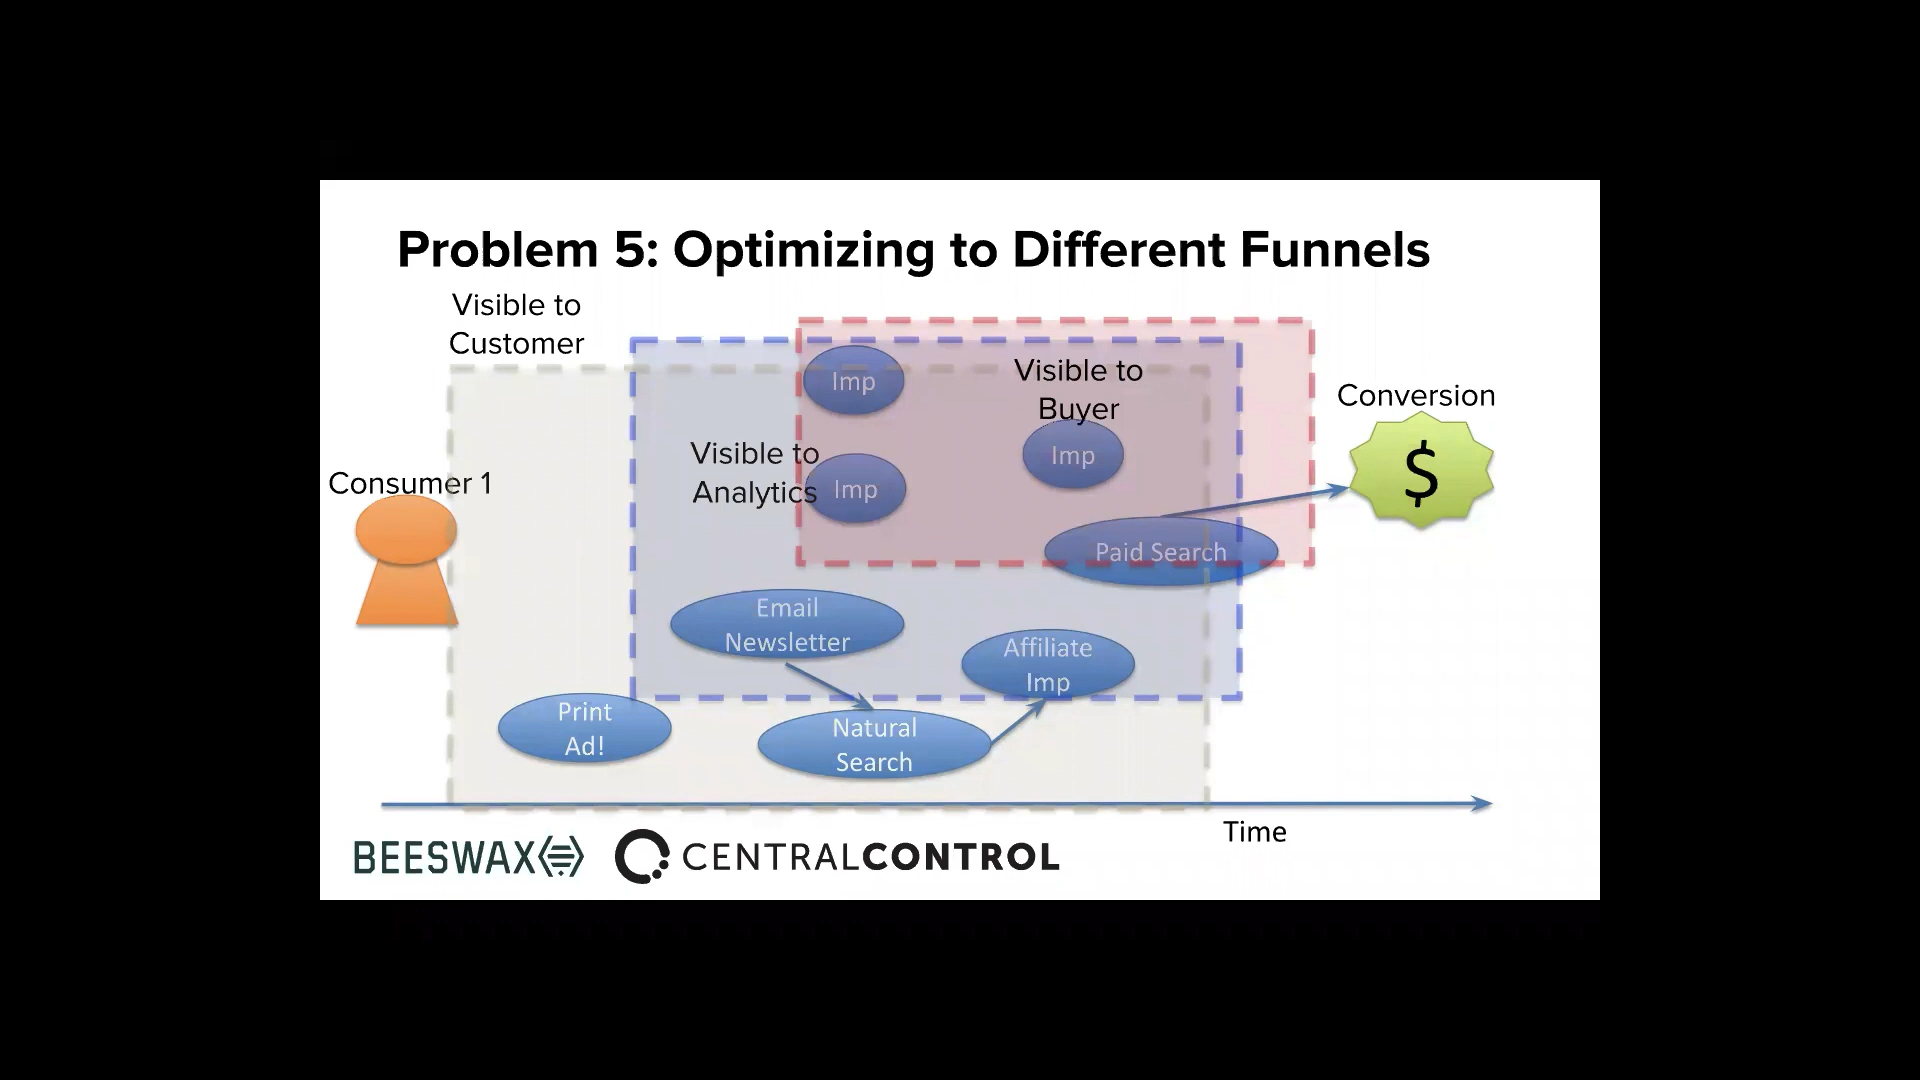 Problem 5: Optimizing to Different Funnels
Visible to
Customer
Imp
Visible to
Buyer
Conversion
$
Visible to
Analytics
Imp
Imp
Consumer 1
Paid Search
Email
Newsletter
Affiliate
Imp
Print
Ad!
Natural
Search
Time
BEESWAX
CENTRALCONTROL